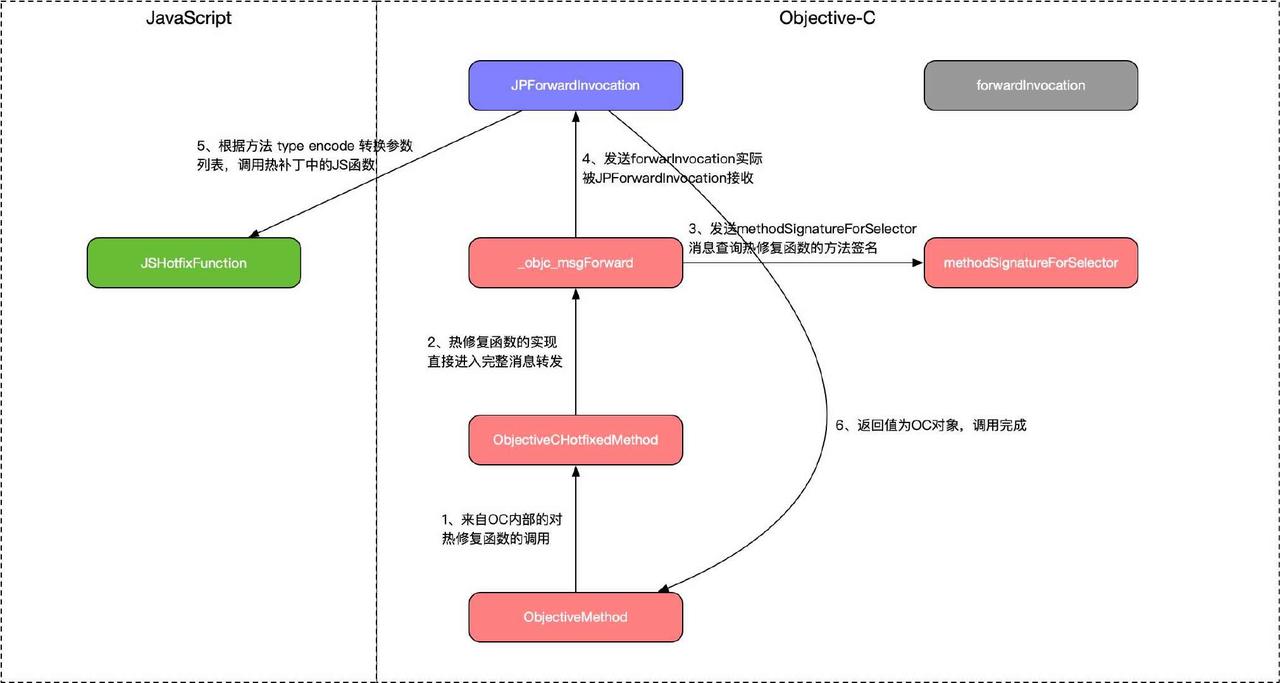 JavaScript
Objective-C
JPForwardInvocation
forwardInvocation
5、根据方法 type encode 转换参数
列表，调用热补丁中的JS函数
4、发送forwarInvocation实际
被JPForwardInvocation接收
3、发送methodSignatureForSelector
消息查询热修复函数的方法签名
JSHotfixFunction
_objc_msgForward
methodSignatureForSelector
2、热修复函数的实现
直接进入完整消息转发
ObjectiveCHotfixedMethod
6、返回值为OC对象，调用完成
1、来自OC内部的对
热修复函数的调用
ObjectiveMethod